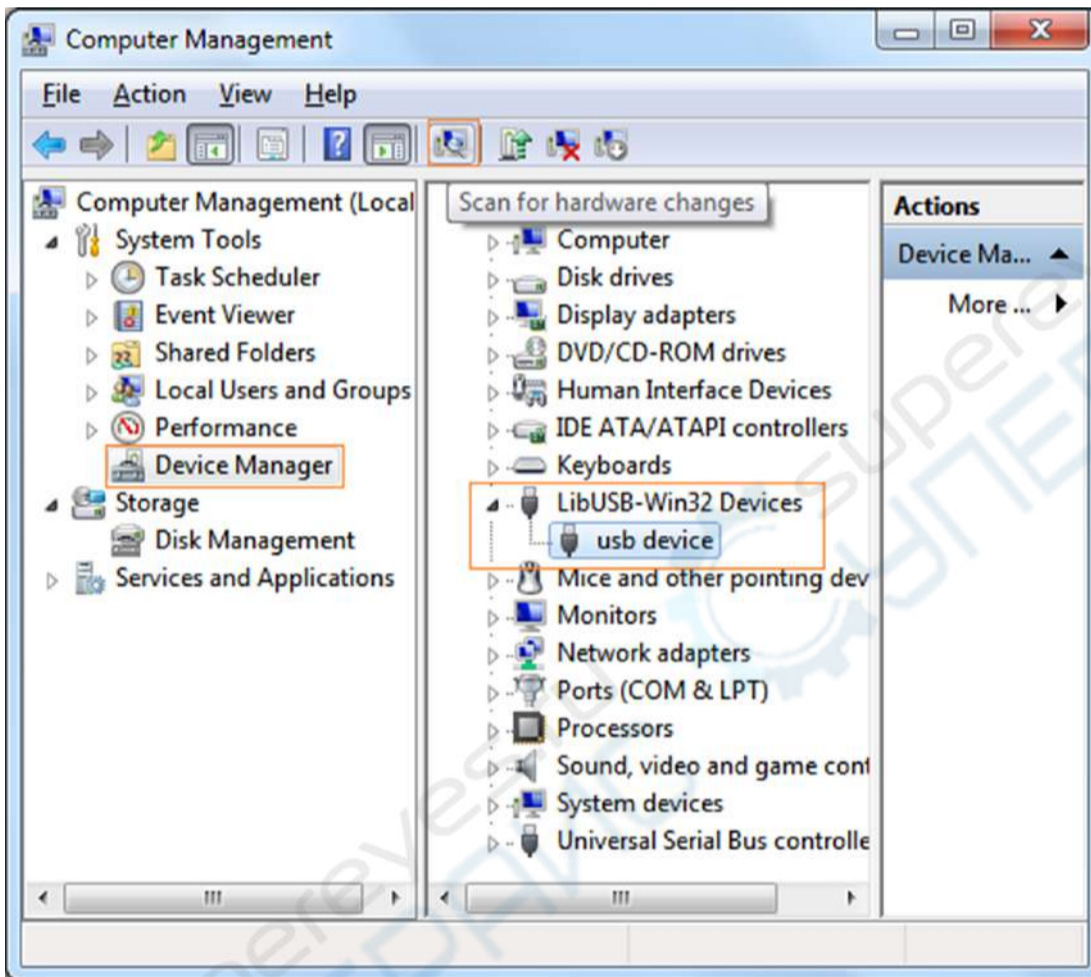 Computer Management
File Action View Help
Computer Management (Local
System Tools
Task Scheduler
Event Viewer
Shared Folders
Local Users and Groups
Performance
Device Manager
Storage
Disk Management
Services and Applications
Scan for hardware changes
Computer
Disk drives
Display adapters
DVD/CD-ROM drives
Human Interface Devices
IDE ATA/ATAPI controllers
Keyboards
LibUSB-Win32 Devices
usb device
Mice and other pointing dev
Monitors
Network adapters
Ports (COM & LPT)
Processors
Sound, video and game cont
System devices
Universal Serial Bus controlle
Actions
Device Ma...
More ...